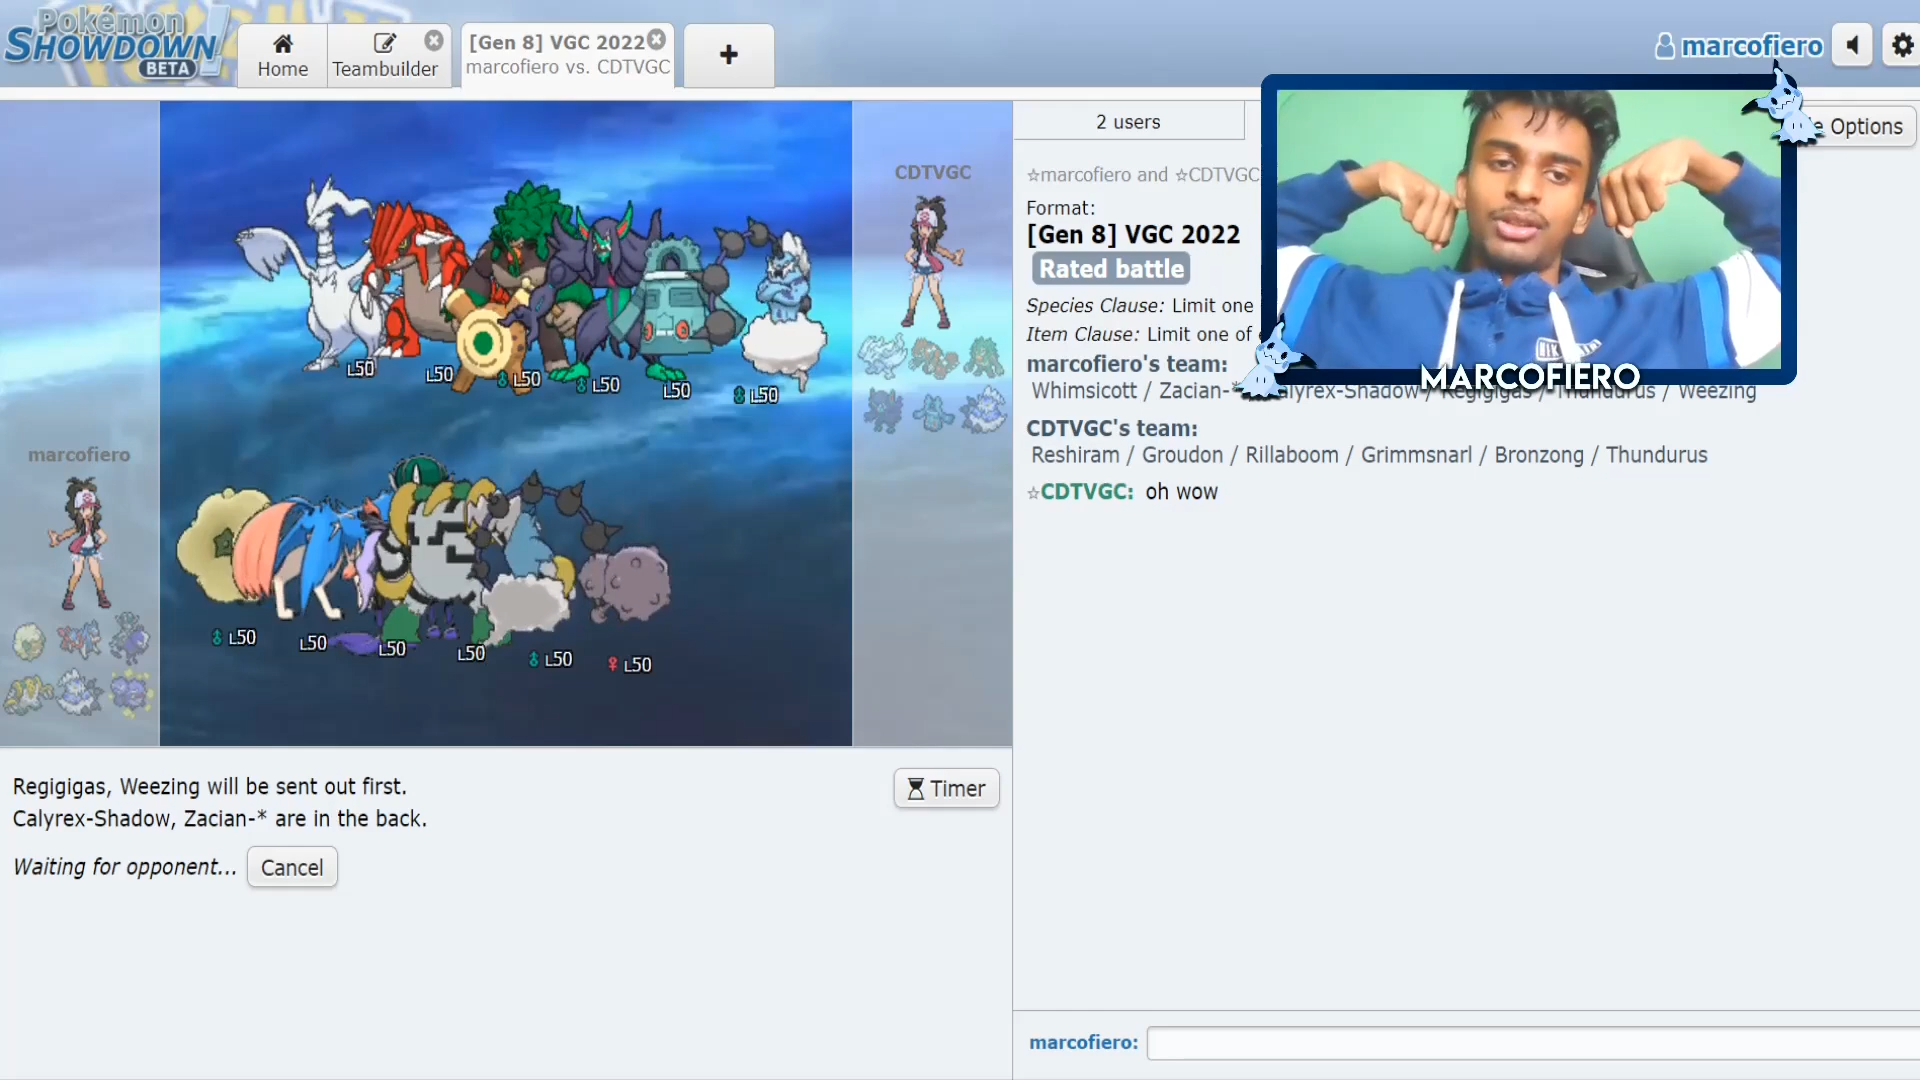 Pokémon
SHOWDOWN!
BETA
Home
Teambuilder
[Gen 8] VGC 2022
marcofiero vs. CDTVGC
+
marcofiero
2 users
Options
CDTVGC
☆marcofiero and ☆CDTVGC
Format:
[Gen 8] VGC 2022
Rated battle
Species Clause: Limit one
Item Clause: Limit one of
marcofiero's team:
Whimsicott / Zacian-* / Calyrex-Shadow / Regigigas / Thundurus / Weezing
CDTVGC's team:
Reshiram / Groudon / Rillaboom / Grimmsnarl / Bronzong / Thundurus
☆CDTVGC: oh wow
MARCOFIERO
L50
L50
L50
L50
L50
L50
marcofiero
L50
L50
L50
L50
L50
L50
Regigigas, Weezing will be sent out first.
Calyrex-Shadow, Zacian-* are in the back.
Waiting for opponent... Cancel
Timer
marcofiero: